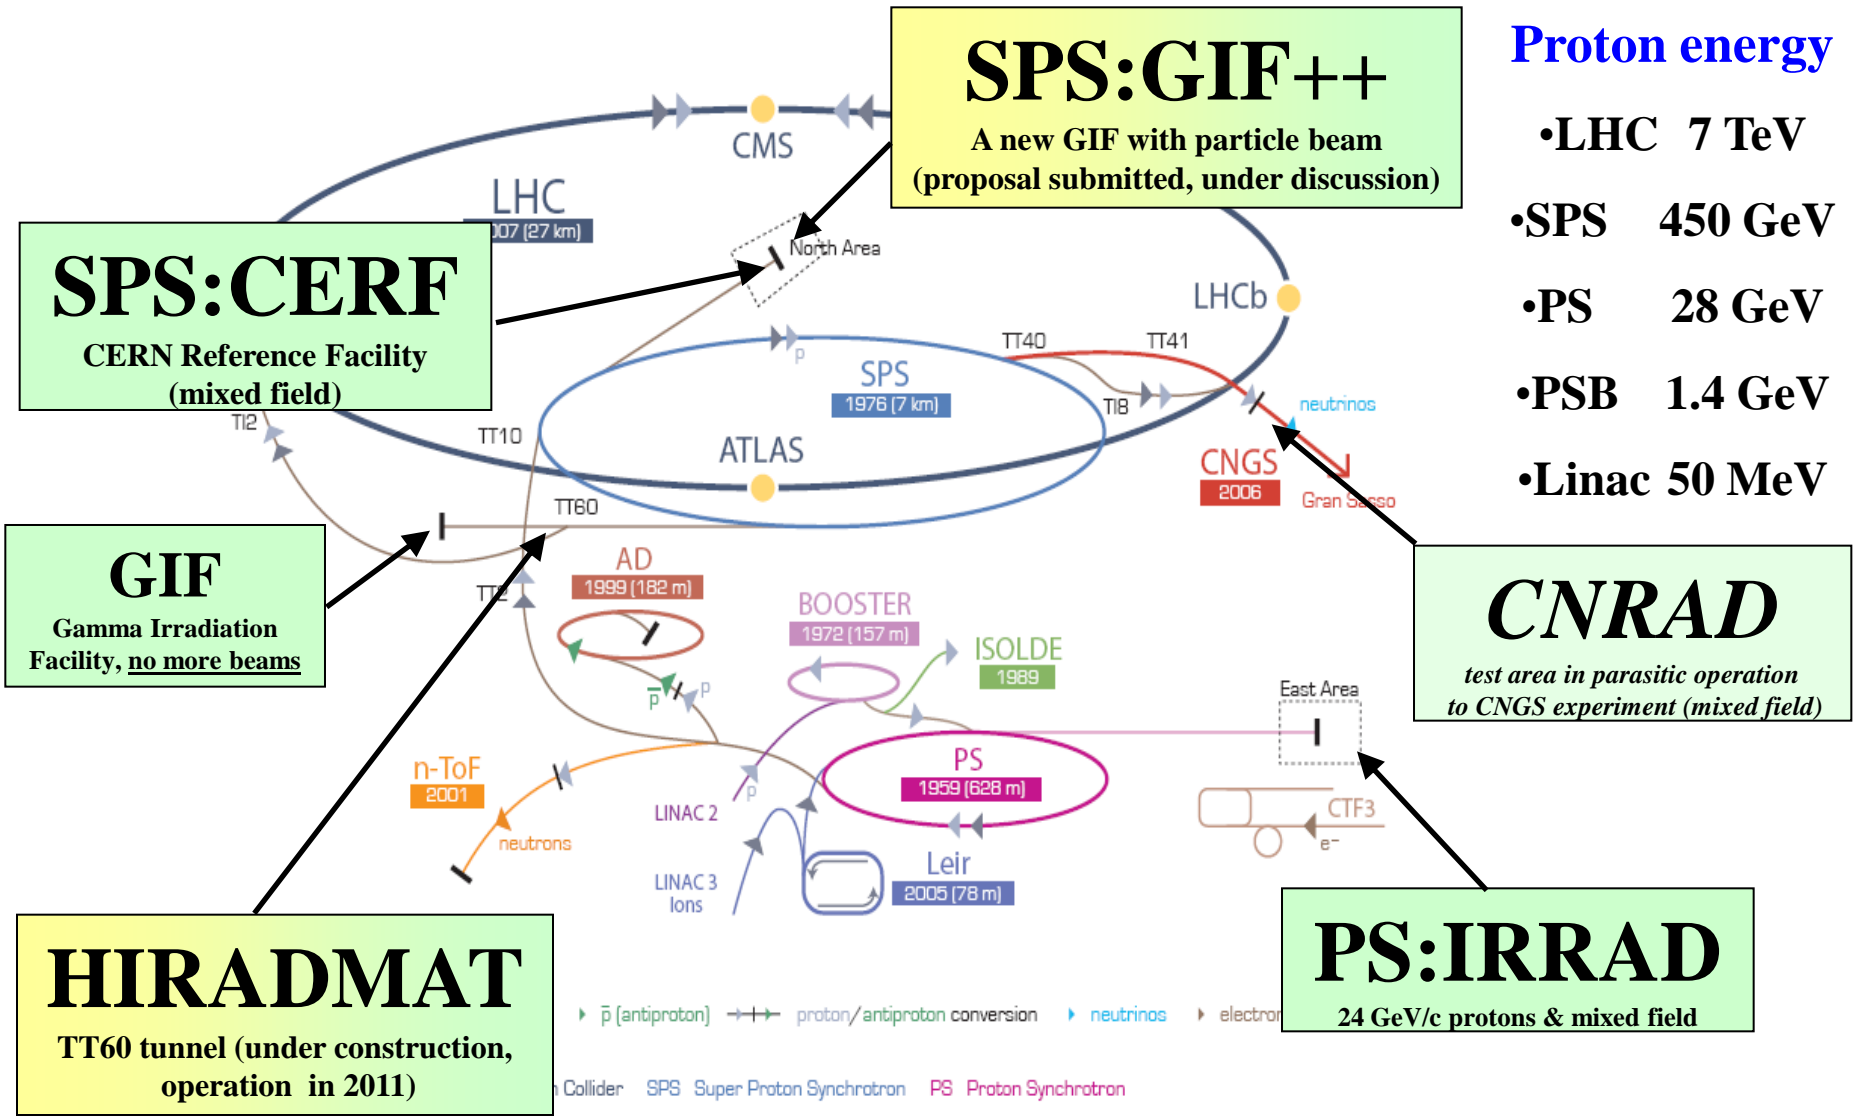 SPS:GIF++
A new GIF with particle beam
(proposal submitted, under discussion)
Proton energy
•LHC 7 TeV
•SPS 450 GeV
•PS 28 GeV
•PSB 1.4 GeV
•Linac 50 MeV
CMS
LHC
007 (27 km)
North Area
SPS:CERF
CERN Reference Facility
(mixed field)
LHCb
TT40
TT41
p
SPS
1976 (7 km)
TI8
neutrinos
TI2
TT10
ATLAS
CNGS
2006
Gran Sasso
TT60
GIF
Gamma Irradiation
Facility, no more beams
AD
1999 (182 m)
TT2
BOOSTER
1972 (157 m)
ISOLDE
1989
CNRAD
test area in parasitic operation
to CNGS experiment (mixed field)
p̅
p
East Area
n-ToF
2001
neutrons
LINAC 2
p
PS
1959 (628 m)
CTF3
e-
LINAC 3
Ions
Leir
2005 (78 m)
HIRADMAT
TT60 tunnel (under construction,
operation in 2011)
PS:IRRAD
24 GeV/c protons & mixed field
p̅ (antiproton) proton/antiproton conversion neutrinos electron
Collider SPS Super Proton Synchrotron PS Proton Synchrotron